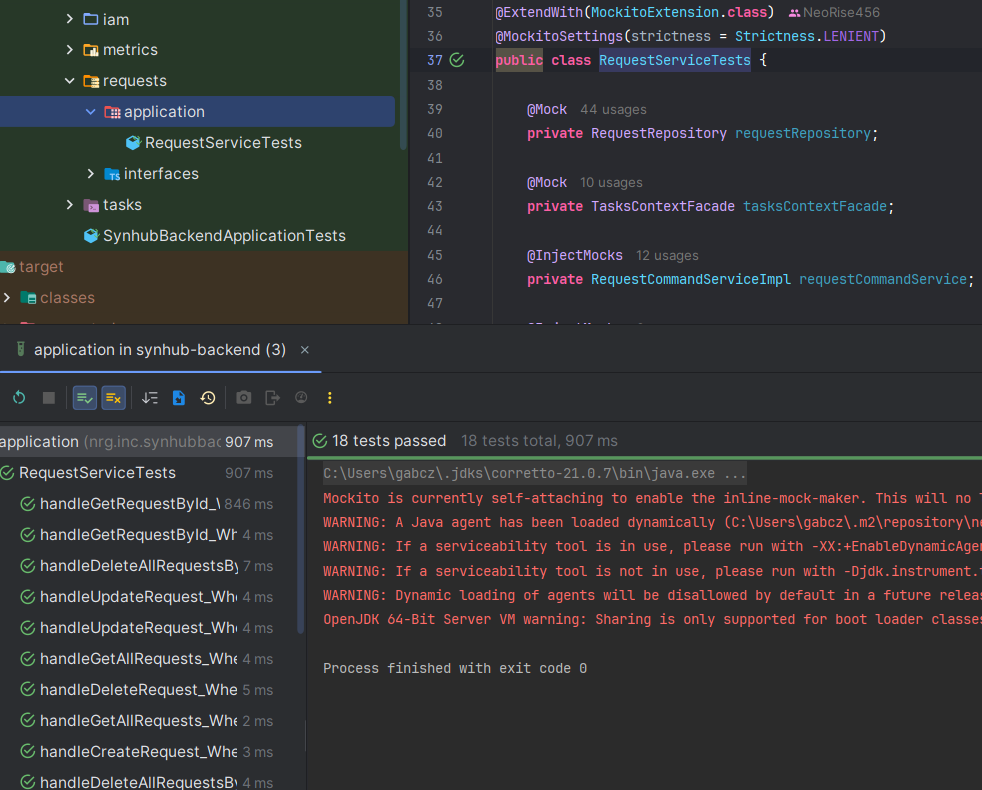 iam
metrics
requests
application
RequestServiceTests
interfaces
tasks
SynhubBackendApplicationTests
target
classes
35 @ExtendWith(MockitoExtension.class) NeoRise456
36 @MockitoSettings(strictness = Strictness.LENIENT)
37 public class RequestServiceTests {
38
39 @Mock 44 usages
40 private RequestRepository requestRepository;
41
42 @Mock 10 usages
43 private TasksContextFacade tasksContextFacade;
44
45 @InjectMocks 12 usages
46 private RequestCommandServiceImpl requestCommandService;
47
application in synhub-backend (3)
application (nrg.inc.synhubbac 907 ms
RequestServiceTests 907 ms
handleGetRequestById_ 846 ms
handleGetRequestById_Wh 4 ms
handleDeleteAllRequestsBy 7 ms
handleUpdateRequest_Whe 4 ms
handleUpdateRequest_Whe 4 ms
handleGetAllRequests_Whe 4 ms
handleDeleteRequest_Whe 5 ms
handleGetAllRequests_Whe 2 ms
handleCreateRequest_Whe 3 ms
handleDeleteAllRequestsBy 4 ms
18 tests passed 18 tests total, 907 ms
C:\Users\gabcz\.jdks\corretto-21.0.7\bin\java.exe ...
Mockito is currently self-attaching to enable the inline-mock-maker. This will no
WARNING: A Java agent has been loaded dynamically (C:\Users\gabcz\.m2\repository\ne
WARNING: If a serviceability tool is in use, please run with -XX:+EnableDynamicAgen
WARNING: If a serviceability tool is not in use, please run with -Djdk.instrument.t
WARNING: Dynamic loading of agents will be disallowed by default in a future releas
OpenJDK 64-Bit Server VM warning: Sharing is only supported for boot loader classes
Process finished with exit code 0